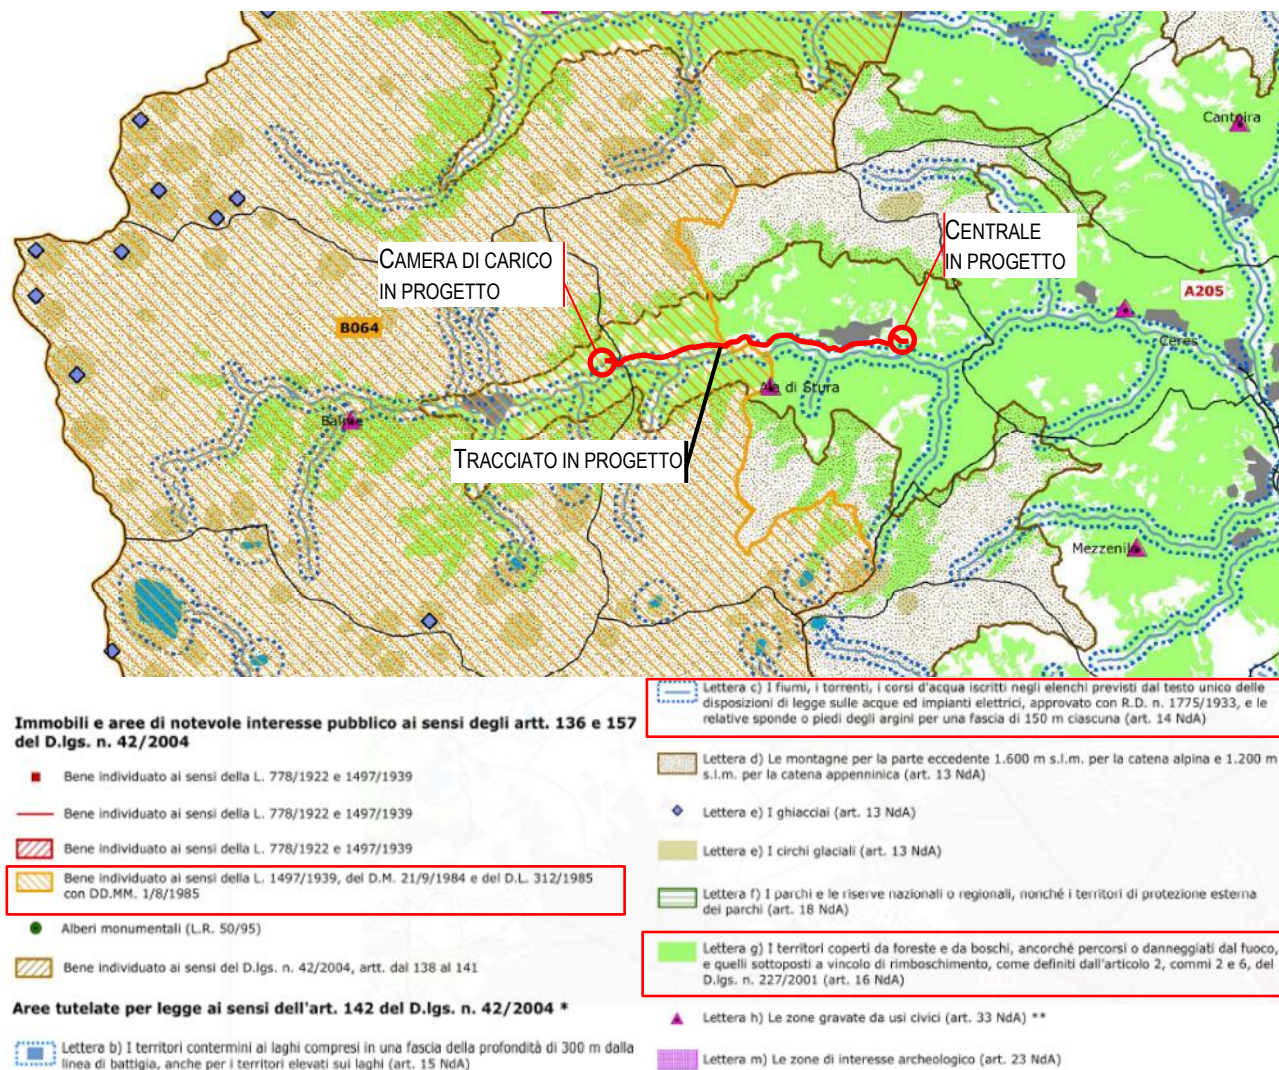 Cantoira
CENTRALE
IN PROGETTO
CAMERA DI CARICO
IN PROGETTO
A205
B064
Ceres
Ala di Stura
Balme
TRACCIATO IN PROGETTO
Mezzenile
Immobili e aree di notevole interesse pubblico ai sensi degli artt. 136 e 157
del D.lgs. n. 42/2004
Bene individuato ai sensi della L. 778/1922 e 1497/1939
Bene individuato ai sensi della L. 778/1922 e 1497/1939
Bene individuato ai sensi della L. 778/1922 e 1497/1939
Bene individuato ai sensi della L. 1497/1939, del D.M. 21/9/1984 e del D.L. 312/1985
con DD.MM. 1/8/1985
Alberi monumentali (L.R. 50/95)
Bene individuato ai sensi del D.lgs. n. 42/2004, artt. dal 138 al 141
Aree tutelate per legge ai sensi dell'art. 142 del D.lgs. n. 42/2004 *
Lettera b) I territori contermini ai laghi compresi in una fascia della profondità di 300 m dalla
linea di battigia, anche per i territori elevati sui laghi (art. 15 NdA)
Lettera c) I fiumi, i torrenti, i corsi d'acqua iscritti negli elenchi previsti dal testo unico delle
disposizioni di legge sulle acque ed impianti elettrici, approvato con R.D. n. 1775/1933, e le
relative sponde o piedi degli argini per una fascia di 150 m ciascuna (art. 14 NdA)
Lettera d) Le montagne per la parte eccedente 1.600 m s.l.m. per la catena alpina e 1.200 m
s.l.m. per la catena appenninica (art. 13 NdA)
Lettera e) I ghiacciai (art. 13 NdA)
Lettera e) I circhi glaciali (art. 13 NdA)
Lettera f) I parchi e le riserve nazionali o regionali, nonché i territori di protezione esterna
dei parchi (art. 18 NdA)
Lettera g) I territori coperti da foreste e da boschi, ancorché percorsi o danneggiati dal fuoco,
e quelli sottoposti a vincolo di rimboschimento, come definiti dall'articolo 2, commi 2 e 6, del
D.lgs. n. 227/2001 (art. 16 NdA)
Lettera h) Le zone gravate da usi civici (art. 33 NdA) **
Lettera m) Le zone di interesse archeologico (art. 23 NdA)